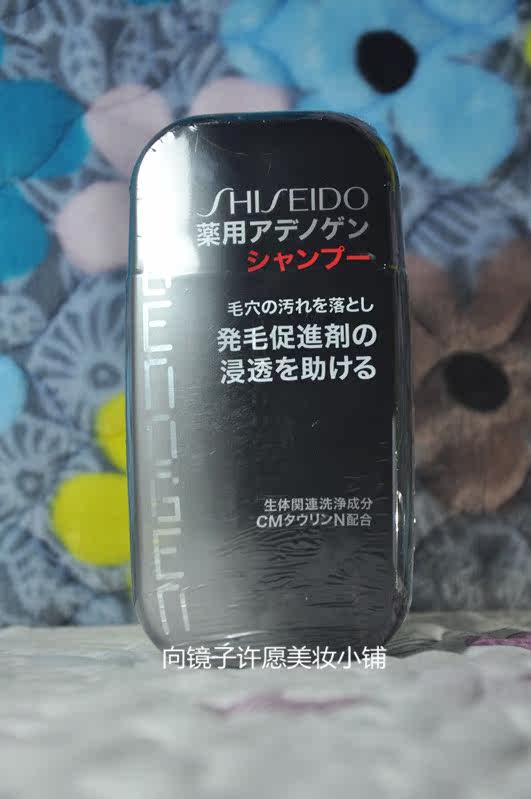 SHISEIDO
薬用アデノゲン
シャンプー
毛穴の汚れを落とし
発毛促進剤の
浸透を助ける
生体関連洗浄成分
CMタウリンN配合
ADENOGEN
向镜子许愿美妆小铺